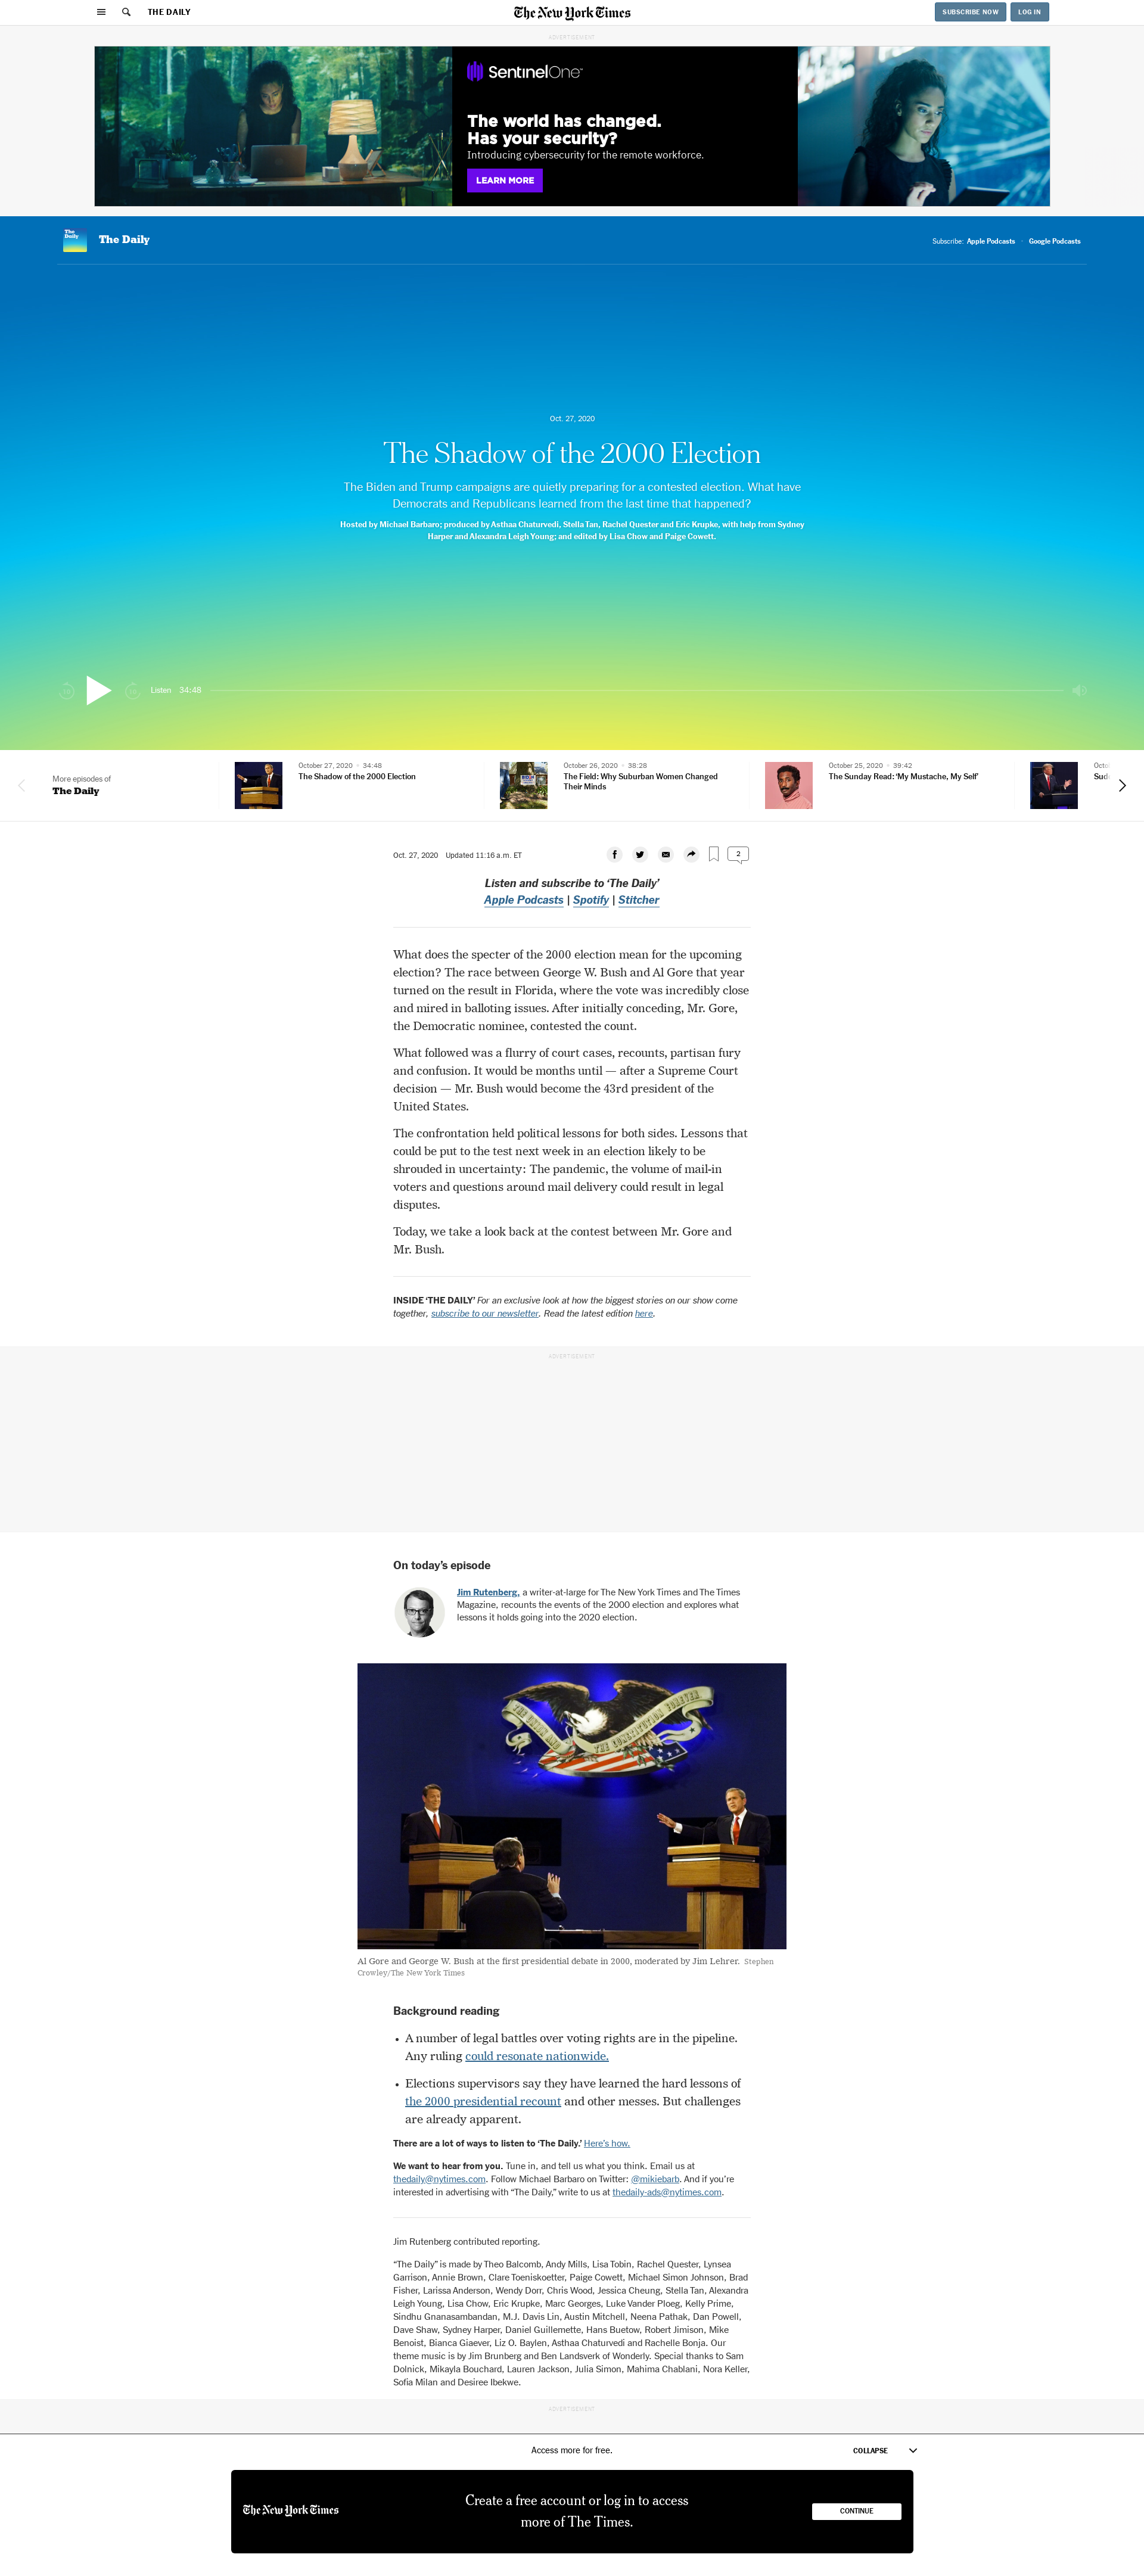 THE DAILY
The New York Times
SUBSCRIBE NOW
LOG IN
ADVERTISEMENT
SentinelOne
The world has changed.
Has your security?
Introducing cybersecurity for the remote workforce.
LEARN MORE
The Daily
The Daily
Subscribe: Apple Podcasts Google Podcasts
Oct. 27, 2020
The Shadow of the 2000 Election
The Biden and Trump campaigns are quietly preparing for a contested election. What have
Democrats and Republicans learned from the last time that happened?
Hosted by Michael Barbaro; produced by Asthaa Chaturvedi, Stella Tan, Rachel Quester and Eric Krupke, with help from Sydney
Harper and Alexandra Leigh Young; and edited by Lisa Chow and Paige Cowett.
Listen 34:48
More episodes of
The Daily
October 27, 2020 • 34:48
The Shadow of the 2000 Election
October 26, 2020 • 38:28
The Field: Why Suburban Women Changed
Their Minds
October 25, 2020 • 39:42
The Sunday Read: ‘My Mustache, My Self’
Oct. 27, 2020 Updated 11:16 a.m. ET
2
Listen and subscribe to ‘The Daily’
Apple Podcasts | Spotify | Stitcher
What does the specter of the 2000 election mean for the upcoming
election? The race between George W. Bush and Al Gore that year
turned on the result in Florida, where the vote was incredibly close
and mired in balloting issues. After initially conceding, Mr. Gore,
the Democratic nominee, contested the count.
What followed was a flurry of court cases, recounts, partisan fury
and confusion. It would be months until — after a Supreme Court
decision — Mr. Bush would become the 43rd president of the
United States.
The confrontation held political lessons for both sides. Lessons that
could be put to the test next week in an election likely to be
shrouded in uncertainty: The pandemic, the volume of mail-in
voters and questions around mail delivery could result in legal
disputes.
Today, we take a look back at the contest between Mr. Gore and
Mr. Bush.
INSIDE ‘THE DAILY’ For an exclusive look at how the biggest stories on our show come
together, subscribe to our newsletter. Read the latest edition here.
ADVERTISEMENT
On today’s episode
Jim Rutenberg, a writer-at-large for The New York Times and The Times
Magazine, recounts the events of the 2000 election and explores what
lessons it holds going into the 2020 election.
THE CONSTITUTION FOREVER
Al Gore and George W. Bush at the first presidential debate in 2000, moderated by Jim Lehrer. Stephen
Crowley/The New York Times
Background reading
• A number of legal battles over voting rights are in the pipeline.
Any ruling could resonate nationwide.
• Elections supervisors say they have learned the hard lessons of
the 2000 presidential recount and other messes. But challenges
are already apparent.
There are a lot of ways to listen to ‘The Daily.’ Here’s how.
We want to hear from you. Tune in, and tell us what you think. Email us at
thedaily@nytimes.com. Follow Michael Barbaro on Twitter: @mikiebarb. And if you’re
interested in advertising with “The Daily,” write to us at thedaily-ads@nytimes.com.
Jim Rutenberg contributed reporting.
“The Daily” is made by Theo Balcomb, Andy Mills, Lisa Tobin, Rachel Quester, Lynsea
Garrison, Annie Brown, Clare Toeniskoetter, Paige Cowett, Michael Simon Johnson, Brad
Fisher, Larissa Anderson, Wendy Dorr, Chris Wood, Jessica Cheung, Stella Tan, Alexandra
Leigh Young, Lisa Chow, Eric Krupke, Marc Georges, Luke Vander Ploeg, Kelly Prime,
Sindhu Gnanasambandan, M.J. Davis Lin, Austin Mitchell, Neena Pathak, Dan Powell,
Dave Shaw, Sydney Harper, Daniel Guillemette, Hans Buetow, Robert Jimison, Mike
Benoist, Bianca Giaever, Liz O. Baylen, Asthaa Chaturvedi and Rachelle Bonja. Our
theme music is by Jim Brunberg and Ben Landsverk of Wonderly. Special thanks to Sam
Dolnick, Mikayla Bouchard, Lauren Jackson, Julia Simon, Mahima Chablani, Nora Keller,
Sofia Milan and Desiree Ibekwe.
ADVERTISEMENT
Access more for free.
COLLAPSE
The New York Times
Create a free account or log in to access
more of The Times.
CONTINUE